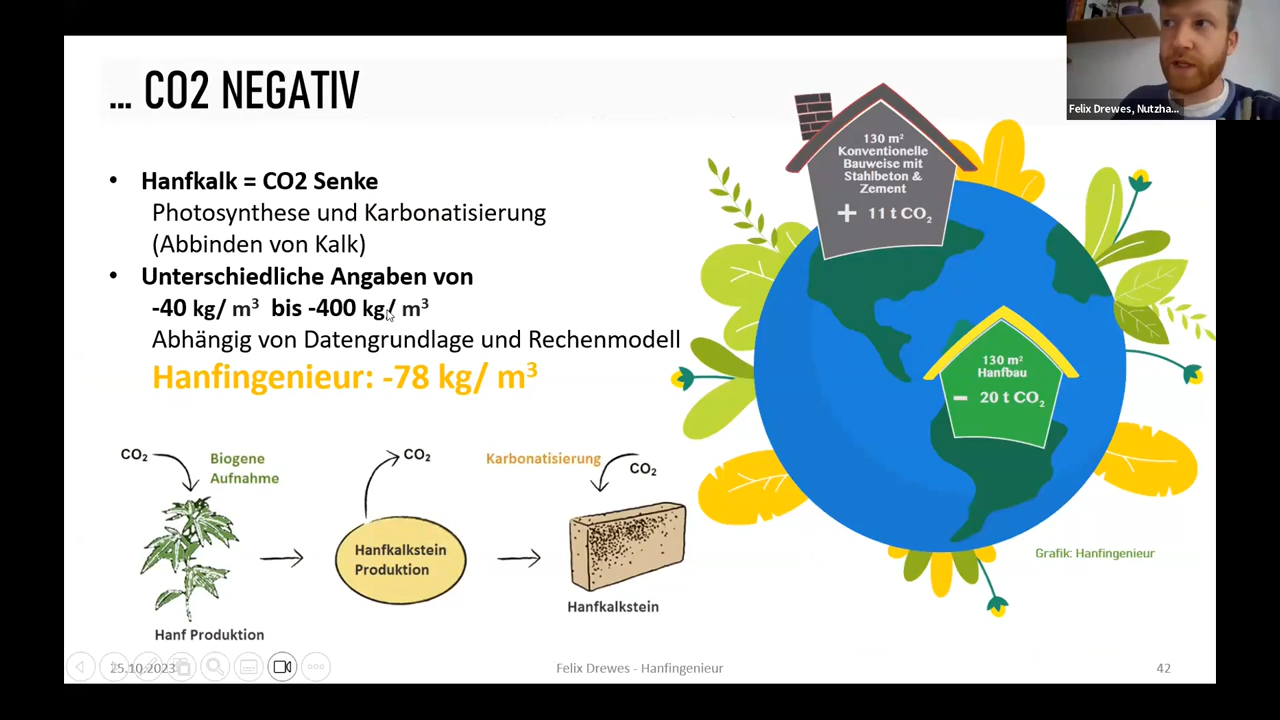 ... CO2 NEGATIV
Felix Drewes, Nutzha...
• Hanfkalk = CO2 Senke
Photosynthese und Karbonatisierung
(Abbinden von Kalk)
• Unterschiedliche Angaben von
-40 kg/ m³ bis -400 kg/ m³
Abhängig von Datengrundlage und Rechenmodell
Hanfingenieur: -78 kg/ m³
130 m²
Konventionelle
Bauweise mit
Stahlbeton &
Zement
+ 11 t CO₂
130 m²
Hanfbau
– 20 t CO₂
CO₂
Biogene
Aufnahme
CO₂
Karbonatisierung
CO₂
Hanfkalkstein
Produktion
Hanfkalkstein
Hanf Produktion
Grafik: Hanfingenieur
25.10.2023
Felix Drewes - Hanfingenieur
42